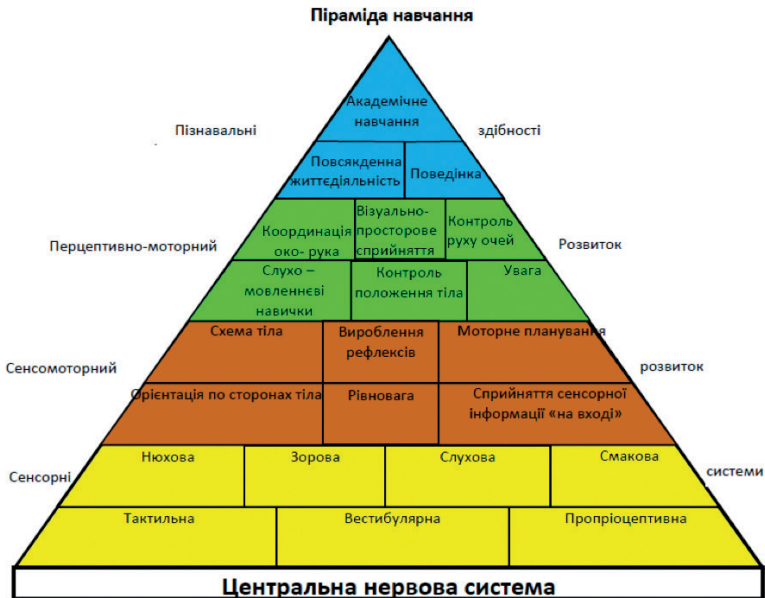 Піраміда навчання
Академічне
навчання
Пізнавальні
здібності
Повсякденна
життєдіяльність
Поведінка
Координація
око- рука
Візуально-
просторове
сприйняття
Контроль
руху очей
Перцептивно-моторний
Розвиток
Слухо –
мовленнєві
навички
Контроль
положення тіла
Увага
Схема тіла
Вироблення
рефлексів
Моторне планування
Сенсомоторний
розвиток
Орієнтація по сторонах тіла
Рівновага
Сприйняття сенсорної
інформації «на вході»
Нюхова
Зорова
Слухова
Смакова
Сенсорні
системи
Тактильна
Вестибулярна
Пропріоцептивна
Центральна нервова система